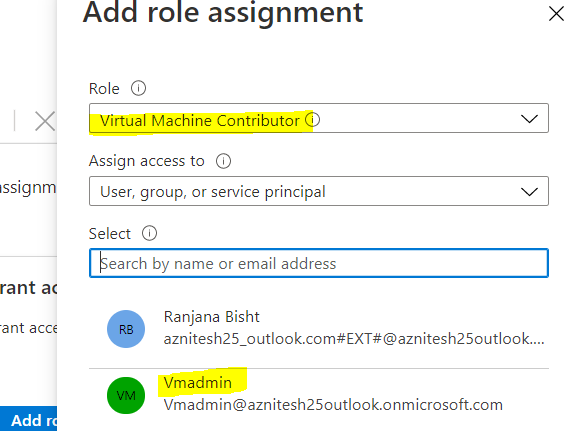 Add role assignment
Role
Virtual Machine Contributor
Assign access to
assignm
User, group, or service principal
Select
Search by name or email address
rant ac
Ranjana Bisht
RB
rant acce
aznitesh25_outlook.com#EXT#@aznitesh25outlook....
Vmadmin
VM
Vmadmin@aznitesh25outlook.onmicrosoft.com
Add ro